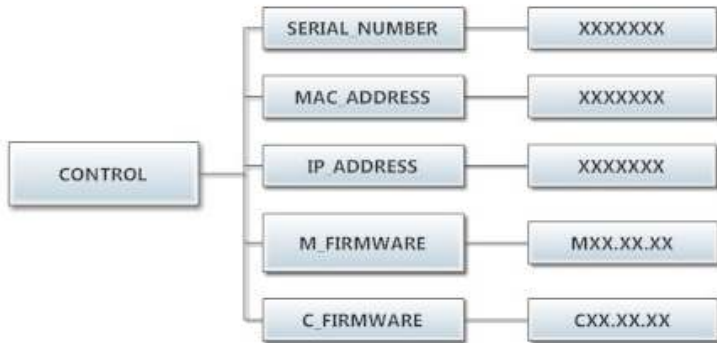 SERIAL_NUMBER XXXXXXX
MAC_ADDRESS XXXXXXX
CONTROL
IP_ADDRESS XXXXXXX
M_FIRMWARE MXX.XX.XX
C_FIRMWARE CXX.XX.XX